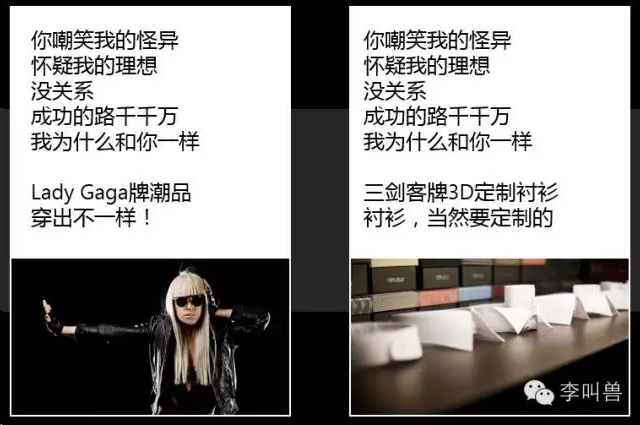 你嘲笑我的怪异
怀疑我的理想
没关系
成功的路千千万
我为什么和你一样
Lady Gaga牌潮品
穿出不一样！
你嘲笑我的怪异
怀疑我的理想
没关系
成功的路千千万
我为什么和你一样
三剑客牌3D定制衬衫
衬衫，当然要定制的
李叫兽